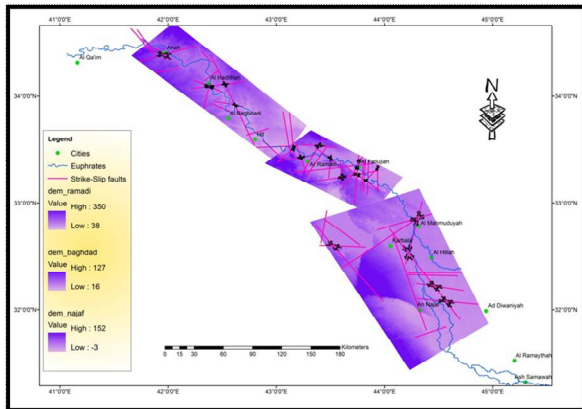 41°0'0"E 42°0'0"E 43°0'0"E 44°0'0"E 45°0'0"E
Al Qa'im
Anah
Al Hadithah
34°0'0"N 34°0'0"N
Al Baghdadi
Hit
Legend
Cities
Euphrates
Strike-Slip faults
dem_ramadi
Value
High : 350
Low : 38
dem_baghdad
Value
High : 127
Low : 16
dem_najaf
Value
High : 152
Low : -3
Al Ramadi
33°0'0"N 33°0'0"N
Al Mahmuduyah
Karbala
Al Hillah
32°0'0"N 32°0'0"N
An Najaf
Ad Diwaniyah
Al Ramaythah
Ash Samawah
N
Kilometers
0 15 30 60 90 120 150 180
41°0'0"E 42°0'0"E 43°0'0"E 44°0'0"E 45°0'0"E